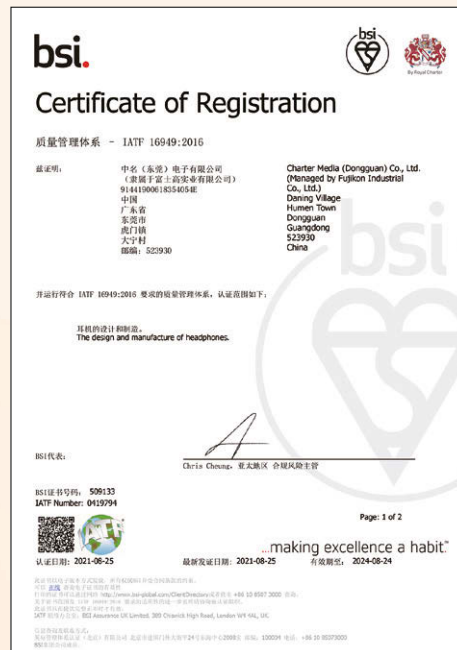 bsi.
bsi
By Royal Charter
Certificate of Registration
质量管理体系 - IATF 16949:2016
兹证明:
中名(东莞)电子有限公司
(隶属于富士高实业有限公司)
91441900618354054E
中国
广东省
东莞市
虎门镇
大宁村
邮编: 523930
Charter Media (Dongguan) Co., Ltd.
(Managed by Fujikon Industrial
Co., Ltd.)
Daning Village
Humen Town
Dongguan
Guangdong
523930
China
bsi
并运行符合 IATF 16949:2016 要求的质量管理体系, 认证范围如下:
耳机的设计和制造。
The design and manufacture of headphones.
BSI代表:
Chris Cheung, 亚太地区 合规风险主管
BSI证书号码: 509133
IATF Number: 0419794
Page: 1 of 2
IATF
...making excellence a habit.™
认证日期: 2021-06-25
最新发证日期: 2021-08-25
有效期至: 2024-08-24